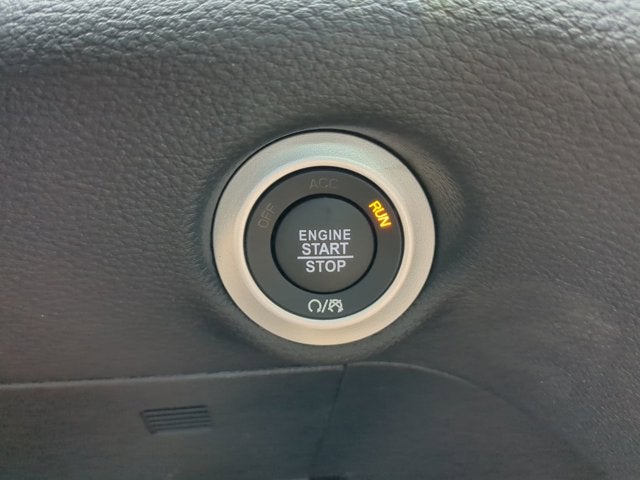 OFF
ACC
RUN
ENGINE
START
STOP